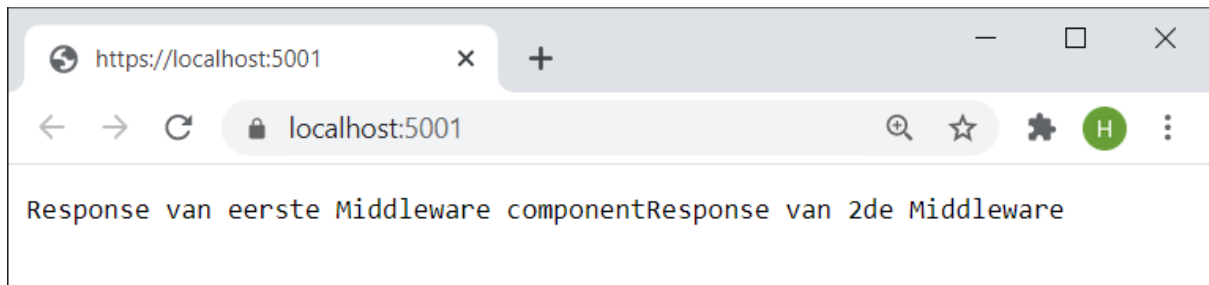 https://localhost:5001
localhost:5001
H
Response van eerste Middleware componentResponse van 2de Middleware